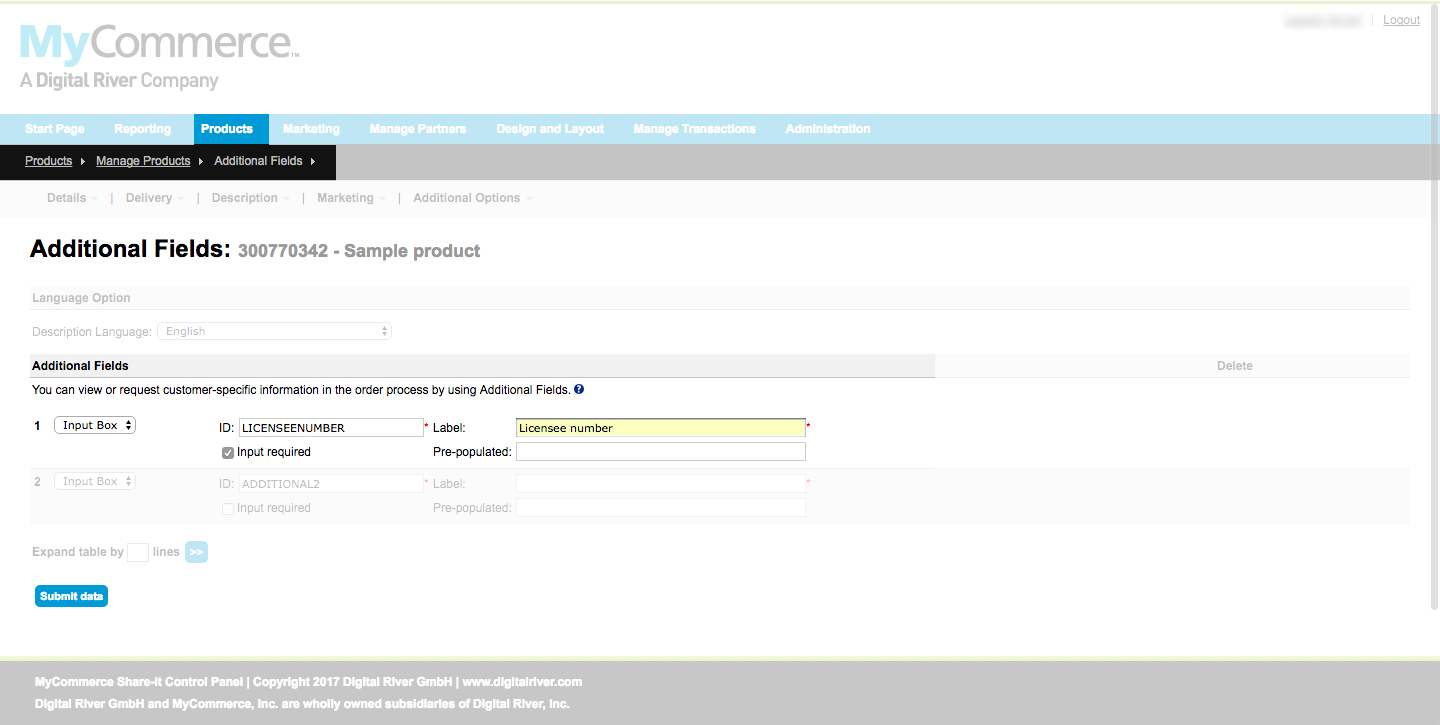 Logout
MyCommerce™
A Digital River Company
Start Page Reporting Products Marketing Manage Partners Design and Layout Manage Transactions Administration
Products Manage Products Additional Fields
Details | Delivery | Description | Marketing | Additional Options
Additional Fields: 300770342 - Sample product
Language Option
Description Language: English
Additional Fields Delete
You can view or request customer-specific information in the order process by using Additional Fields. ?
1 Input Box ID: LICENSEENUMBER * Label: Licensee number *
Input required Pre-populated:
2 Input Box ID: ADDITIONAL2 * Label: *
Input required Pre-populated:
Expand table by lines >>
Submit data
MyCommerce Share-it Control Panel | Copyright 2017 Digital River GmbH | www.digitalriver.com
Digital River GmbH and MyCommerce, Inc. are wholly owned subsidiaries of Digital River, Inc.